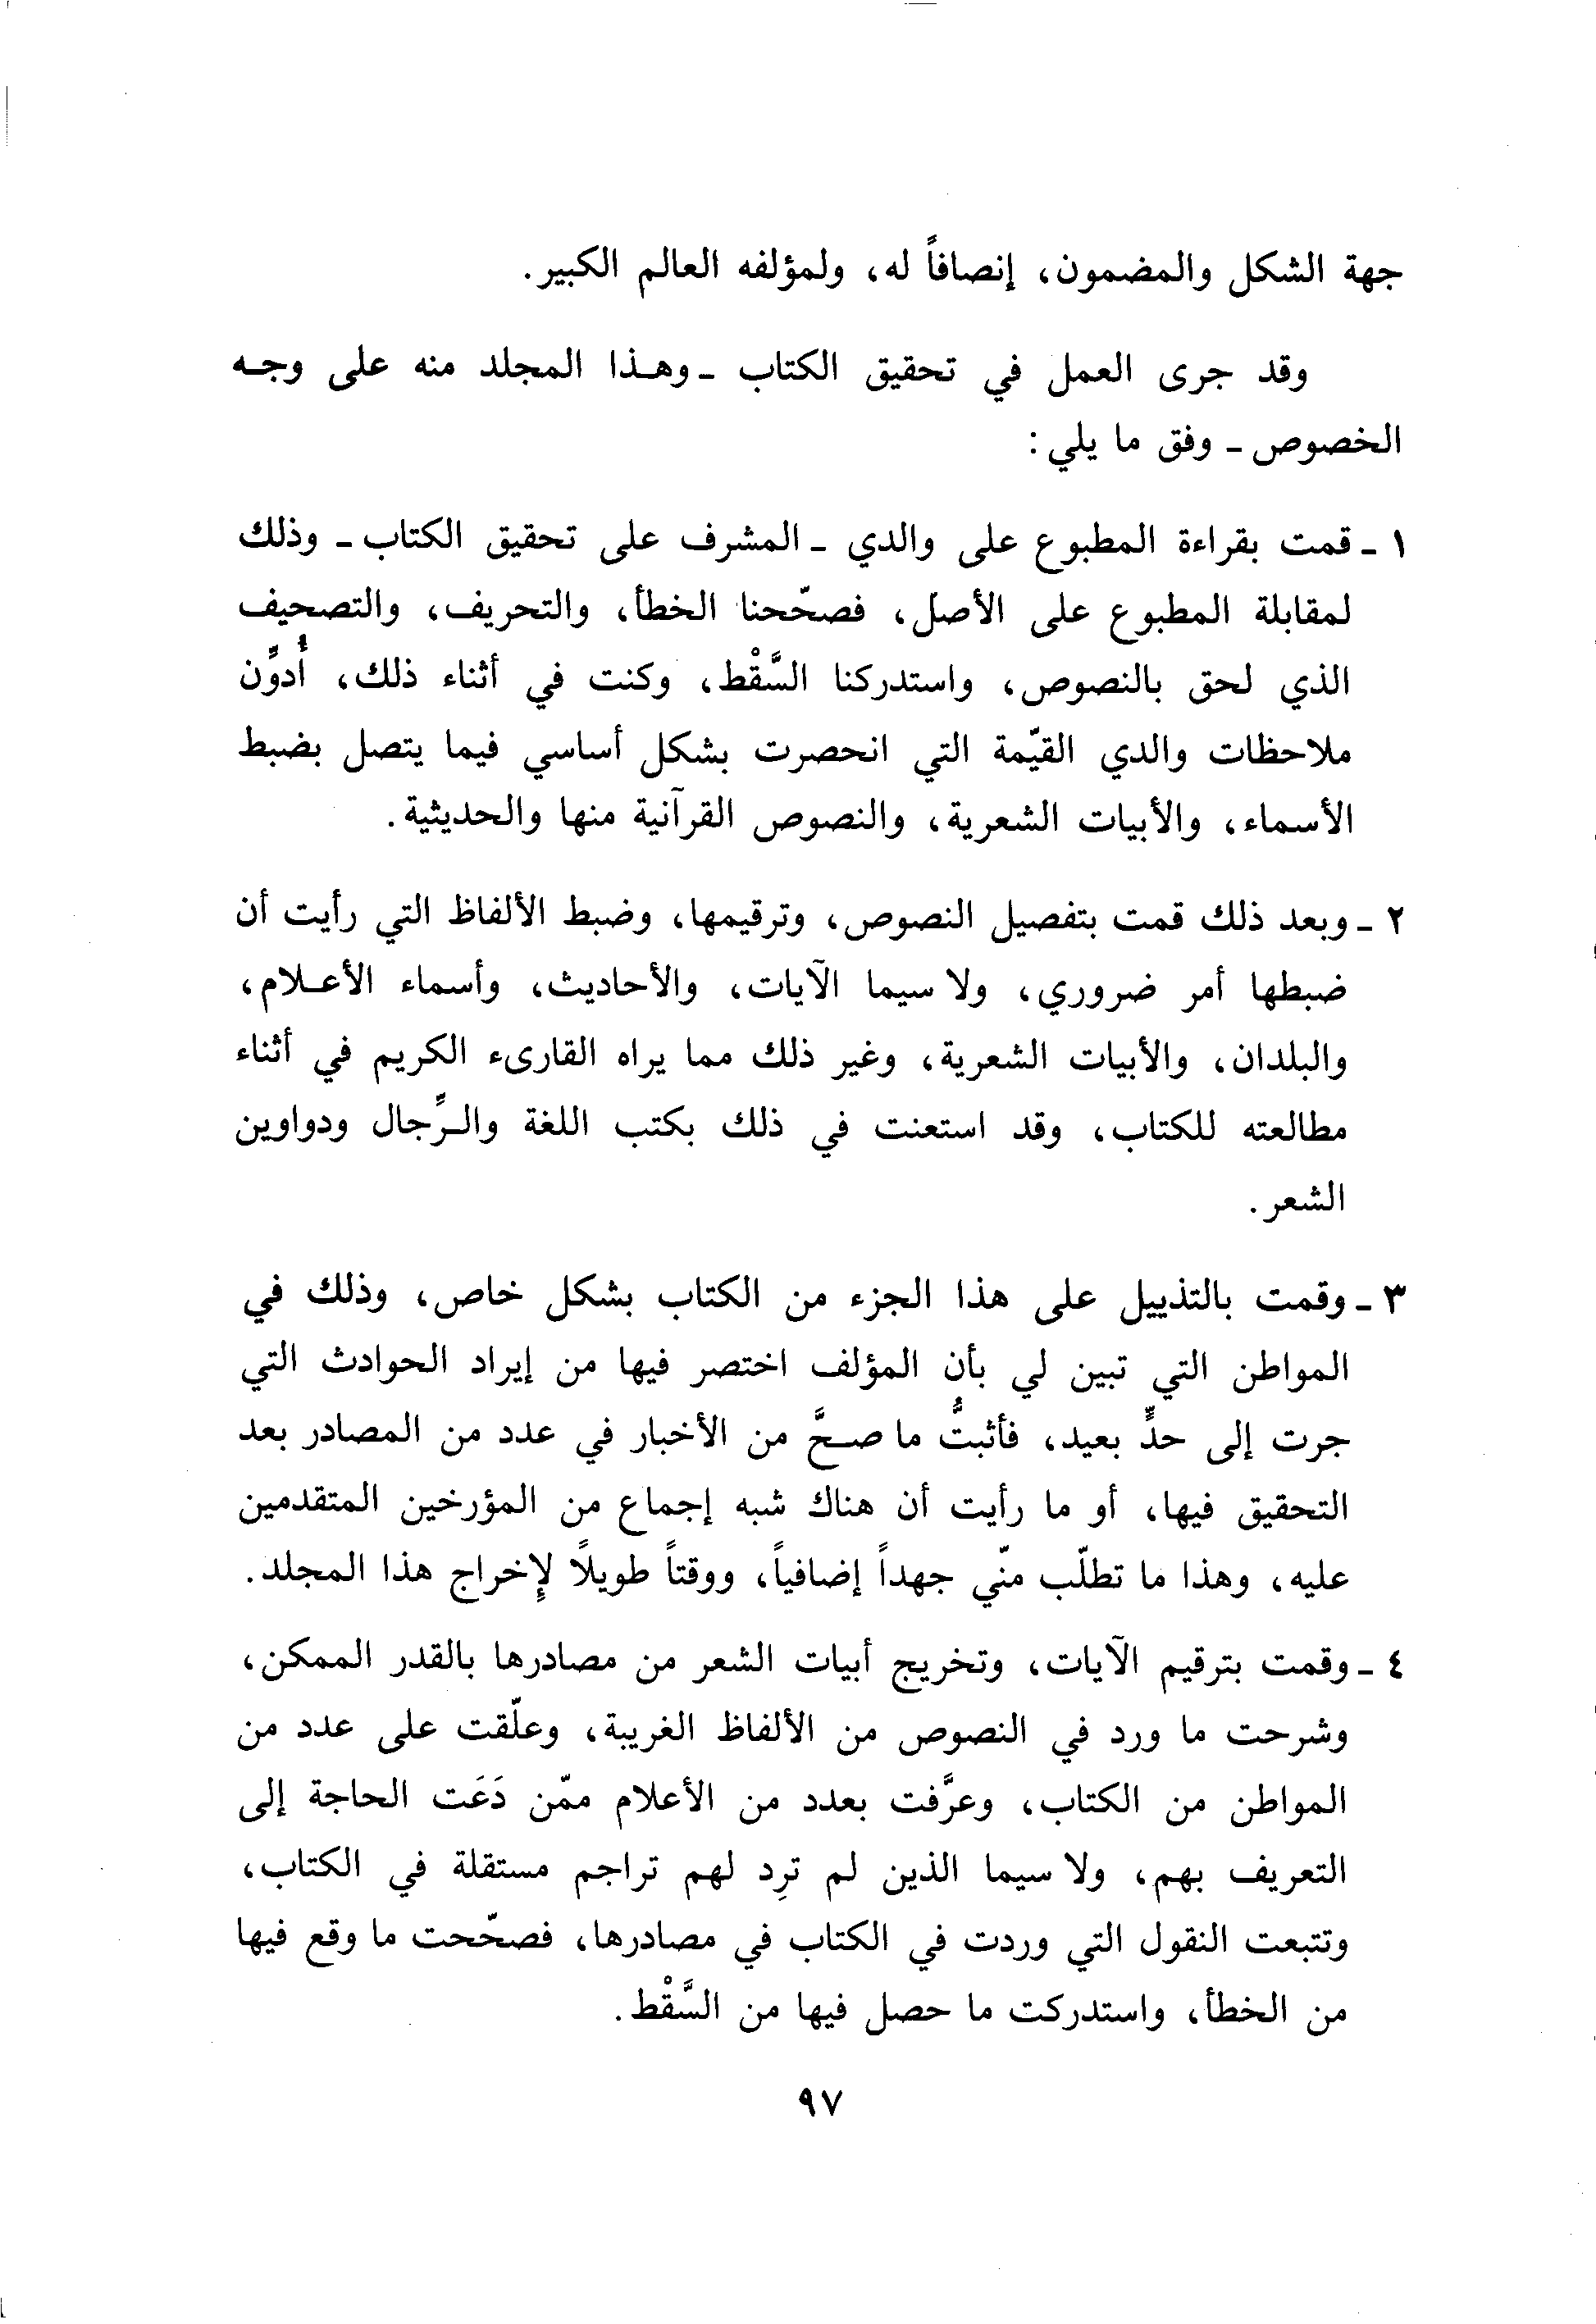 جهة الشكل والمضمون، إنصافاً له، ولمؤلفه العالم الكبير.
وقد جرى العمل في تحقيق الكتاب - وهـذا المجلد منه على وجـه
الخصوص - وفق ما يلي:
١ - قمت بقراءة المطبوع على والدي - المشرف على تحقيق الكتاب - وذلك
لمقابلة المطبوع على الأصل، فصحّحنا الخطأ، والتحريف، والتصحيف
الذي لحق بالنصوص، واستدركنا السَّقْط، وكنت في أثناء ذلك، أُدوِّن
ملاحظات والدي القيّمة التي انحصرت بشكل أساسي فيما يتصل بضبط
الأسماء، والأبيات الشعرية، والنصوص القرآنية منها والحديثية.
٢ - وبعد ذلك قمت بتفصيل النصوص، وترقيمها، وضبط الألفاظ التي رأيت أن
ضبطها أمر ضروري، ولا سيما الآيات، والأحاديث، وأسماء الأعـلام،
والبلدان، والأبيات الشعرية، وغير ذلك مما يراه القارىء الكريم في أثناء
مطالعته للكتاب، وقد استعنت في ذلك بكتب اللغة والـرِّجال ودواوين
الشعر.
٣ - وقمت بالتذييل على هذا الجزء من الكتاب بشكل خاص، وذلك في
المواطن التي تبين لي بأن المؤلف اختصر فيها من إيراد الحوادث التي
جرت إلى حدٍّ بعيد، فأثبتُّ ما صـحَّ من الأخبار في عدد من المصادر بعد
التحقيق فيها، أو ما رأيت أن هناك شبه إجماع من المؤرخين المتقدمين
عليه، وهذا ما تطلّب منّي جهداً إضافياً، ووقتاً طويلاً لإخراج هذا المجلد.
٤ - وقمت بترقيم الآيات، وتخريج أبيات الشعر من مصادرها بالقدر الممكن،
وشرحت ما ورد في النصوص من الألفاظ الغريبة، وعلّقت على عدد من
المواطن من الكتاب، وعرَّفت بعدد من الأعلام ممّن دَعَت الحاجة إلى
التعريف بهم، ولا سيما الذين لم ترِد لهم تراجم مستقلة في الكتاب،
وتتبعت النقول التي وردت في الكتاب في مصادرها، فصحّحت ما وقع فيها
من الخطأ، واستدركت ما حصل فيها من السَّقْط.
٩٧